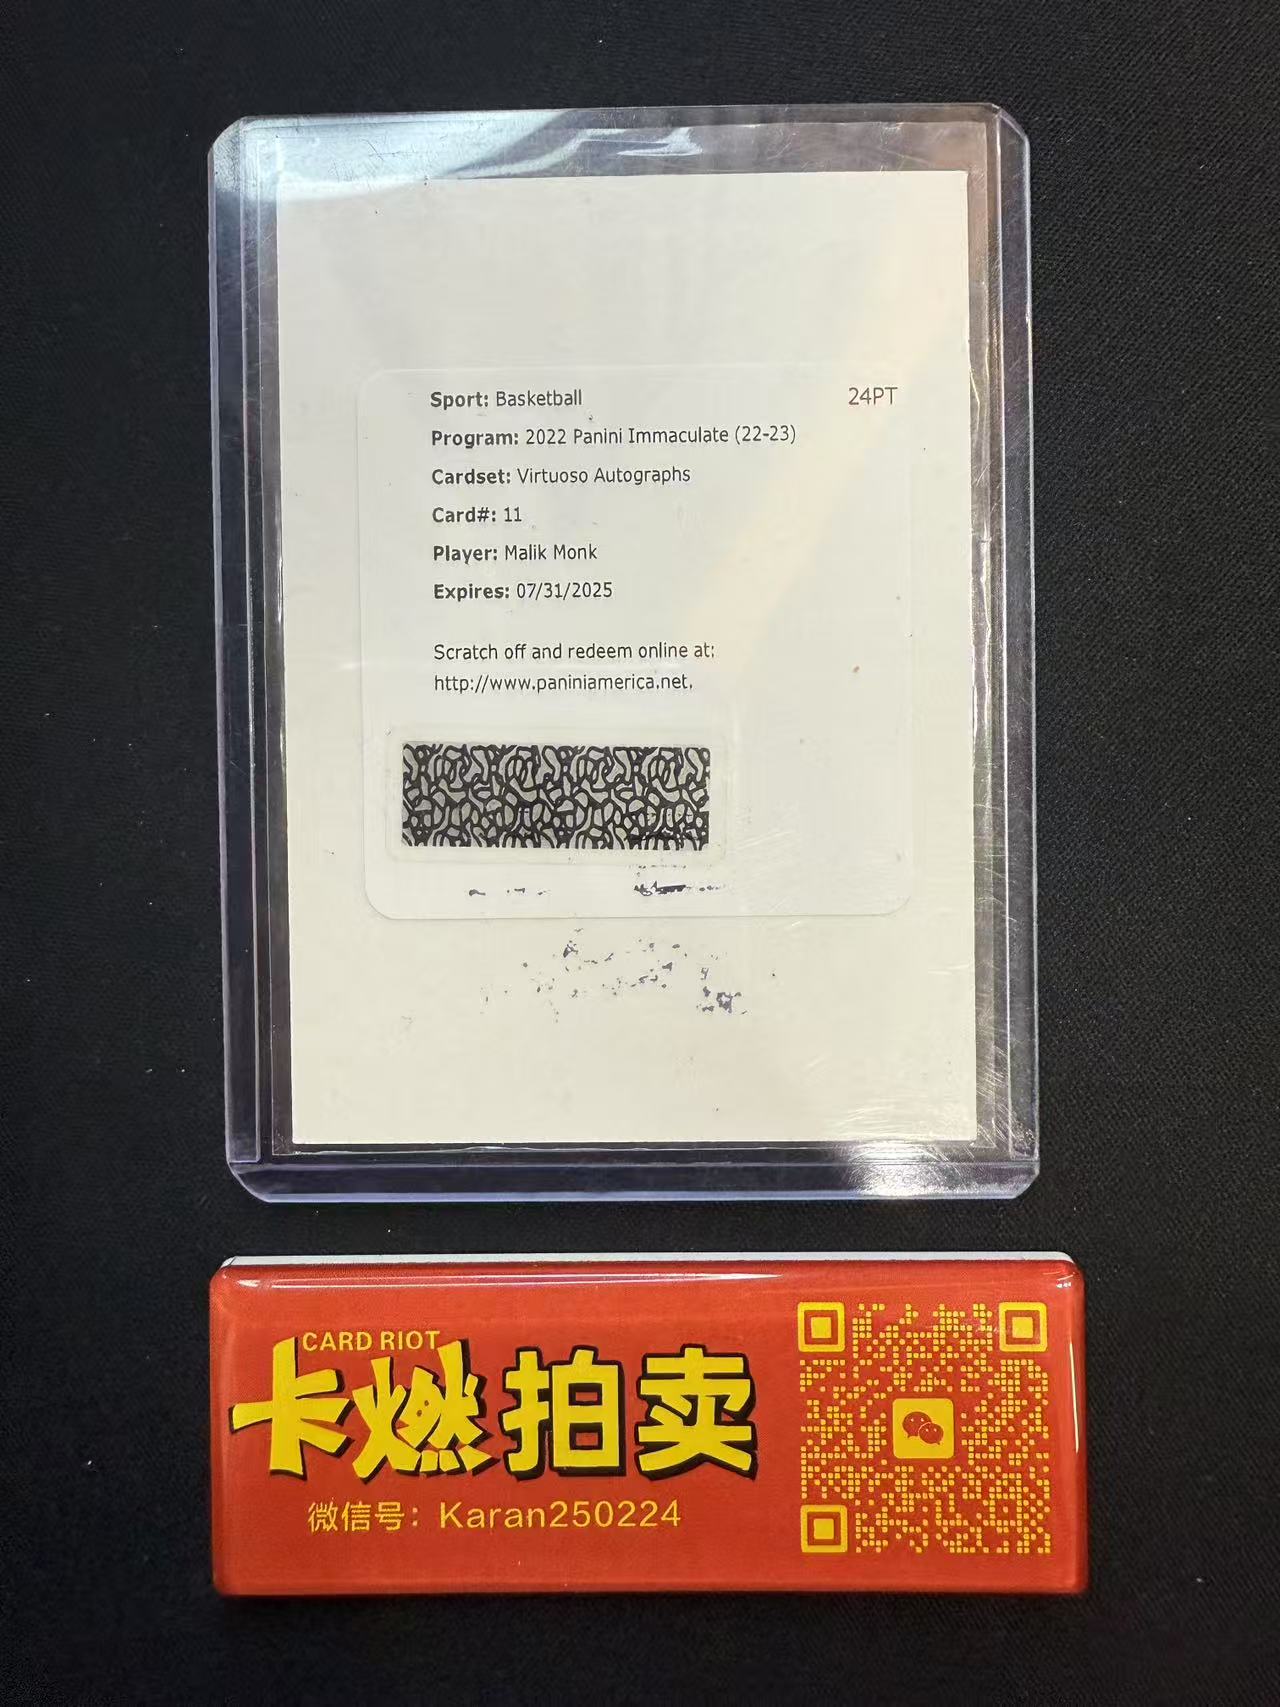 Sport: Basketball 24PT
Program: 2022 Panini Immaculate (22-23)
Cardset: Virtuoso Autographs
Card#: 11
Player: Malik Monk
Expires: 07/31/2025
Scratch off and redeem online at:
http://www.paniniamerica.net.
CARD RIOT
卡燃拍卖
微信号：Karan250224